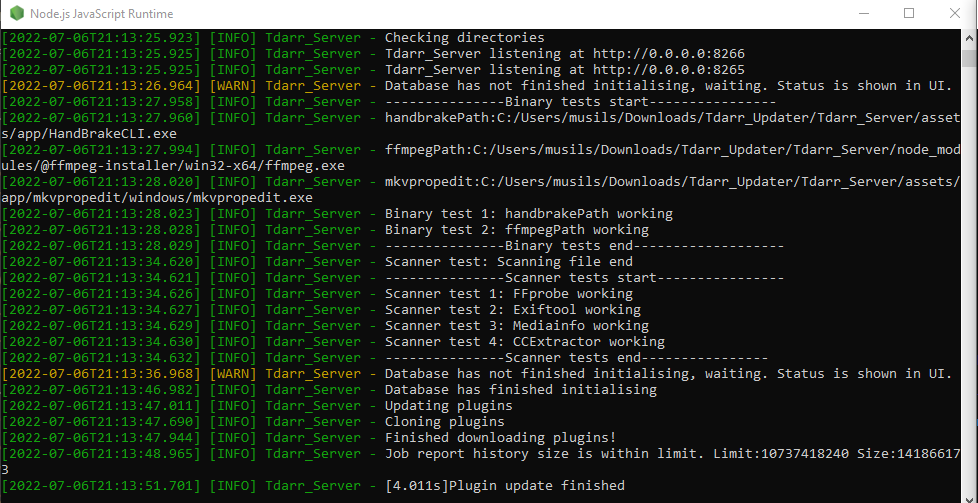 Node.js JavaScript Runtime
[2022-07-06T21:13:25.923] [INFO] Tdarr_Server - Checking directories
[2022-07-06T21:13:25.925] [INFO] Tdarr_Server - Tdarr_Server listening at http://0.0.0.0:8266
[2022-07-06T21:13:25.925] [INFO] Tdarr_Server - Tdarr_Server listening at http://0.0.0.0:8265
[2022-07-06T21:13:26.964] [WARN] Tdarr_Server - Database has not finished initialising, waiting. Status is shown in UI.
[2022-07-06T21:13:27.958] [INFO] Tdarr_Server - ---------------Binary tests start----------------
[2022-07-06T21:13:27.960] [INFO] Tdarr_Server - handbrakePath:C:/Users/musils/Downloads/Tdarr_Updater/Tdarr_Server/asset
s/app/HandBrakeCLI.exe
[2022-07-06T21:13:27.994] [INFO] Tdarr_Server - ffmpegPath:C:/Users/musils/Downloads/Tdarr_Updater/Tdarr_Server/node_mod
ules/@ffmpeg-installer/win32-x64/ffmpeg.exe
[2022-07-06T21:13:28.020] [INFO] Tdarr_Server - mkvpropedit:C:/Users/musils/Downloads/Tdarr_Updater/Tdarr_Server/assets/
app/mkvpropedit/windows/mkvpropedit.exe
[2022-07-06T21:13:28.023] [INFO] Tdarr_Server - Binary test 1: handbrakePath working
[2022-07-06T21:13:28.028] [INFO] Tdarr_Server - Binary test 2: ffmpegPath working
[2022-07-06T21:13:28.029] [INFO] Tdarr_Server - ---------------Binary tests end-------------------
[2022-07-06T21:13:34.620] [INFO] Tdarr_Server - Scanner test: Scanning file end
[2022-07-06T21:13:34.621] [INFO] Tdarr_Server - ---------------Scanner tests start----------------
[2022-07-06T21:13:34.626] [INFO] Tdarr_Server - Scanner test 1: FFprobe working
[2022-07-06T21:13:34.627] [INFO] Tdarr_Server - Scanner test 2: Exiftool working
[2022-07-06T21:13:34.629] [INFO] Tdarr_Server - Scanner test 3: Mediainfo working
[2022-07-06T21:13:34.630] [INFO] Tdarr_Server - Scanner test 4: CCExtractor working
[2022-07-06T21:13:34.632] [INFO] Tdarr_Server - ---------------Scanner tests end----------------
[2022-07-06T21:13:36.968] [WARN] Tdarr_Server - Database has not finished initialising, waiting. Status is shown in UI.
[2022-07-06T21:13:46.982] [INFO] Tdarr_Server - Database has finished initialising
[2022-07-06T21:13:47.011] [INFO] Tdarr_Server - Updating plugins
[2022-07-06T21:13:47.690] [INFO] Tdarr_Server - Cloning plugins
[2022-07-06T21:13:47.944] [INFO] Tdarr_Server - Finished downloading plugins!
[2022-07-06T21:13:48.965] [INFO] Tdarr_Server - Job report history size is within limit. Limit:10737418240 Size:14186617
3
[2022-07-06T21:13:51.701] [INFO] Tdarr_Server - [4.011s]Plugin update finished